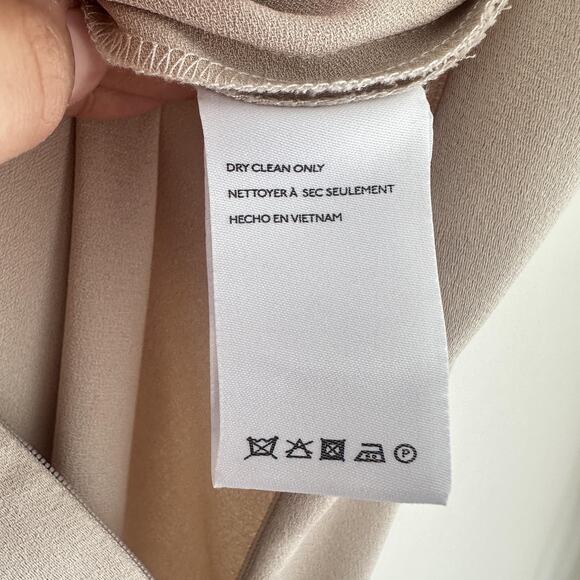 DRY CLEAN ONLY
NETTOYER À SEC SEULEMENT
HECHO EN VIETNAM
P